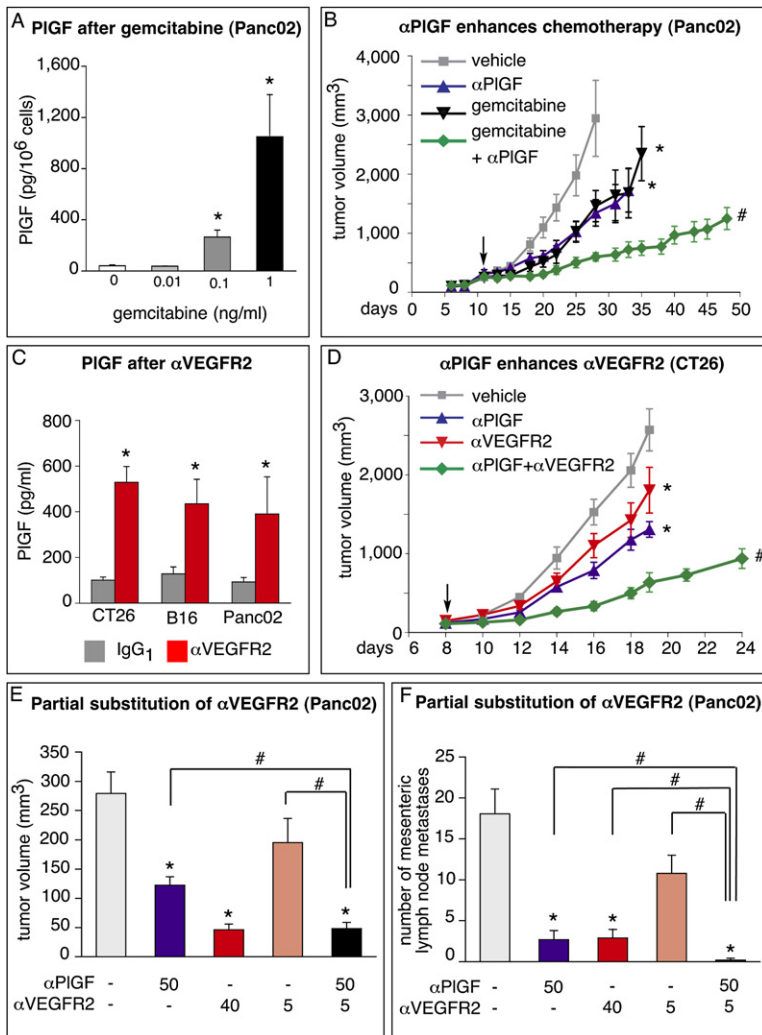 A
PlGF after gemcitabine (Panc02)
PlGF
(pg/10⁶ cells)
1,600
1,200
800
400
0
*
*
0 0.01 0.1 1
gemcitabine (ng/ml)
B
αPlGF enhances chemotherapy (Panc02)
vehicle
αPlGF
gemcitabine
gemcitabine
+ αPlGF
tumor volume (mm³)
4,000
3,000
2,000
1,000
0
*
*
#
days 0 5 10 15 20 25 30 35 40 45 50
C
PlGF after αVEGFR2
PlGF
(pg/ml)
800
600
400
200
0
* * *
CT26 B16 Panc02
IgG₁ αVEGFR2
D
αPlGF enhances αVEGFR2 (CT26)
vehicle
αPlGF
αVEGFR2
αPlGF+αVEGFR2
tumor volume (mm³)
3,000
2,000
1,000
0
*
*
#
days 6 8 10 12 14 16 18 20 22 24
E
Partial substitution of αVEGFR2 (Panc02)
tumor volume (mm³)
350
300
250
200
150
100
50
0
#
#
* * *
αPlGF - 50 - - 50
αVEGFR2 - - 40 5 5
F
Partial substitution of αVEGFR2 (Panc02)
number of mesenteric
lymph node metastases
25
20
15
10
5
0
#
#
#
* * *
αPlGF - 50 - - 50
αVEGFR2 - - 40 5 5